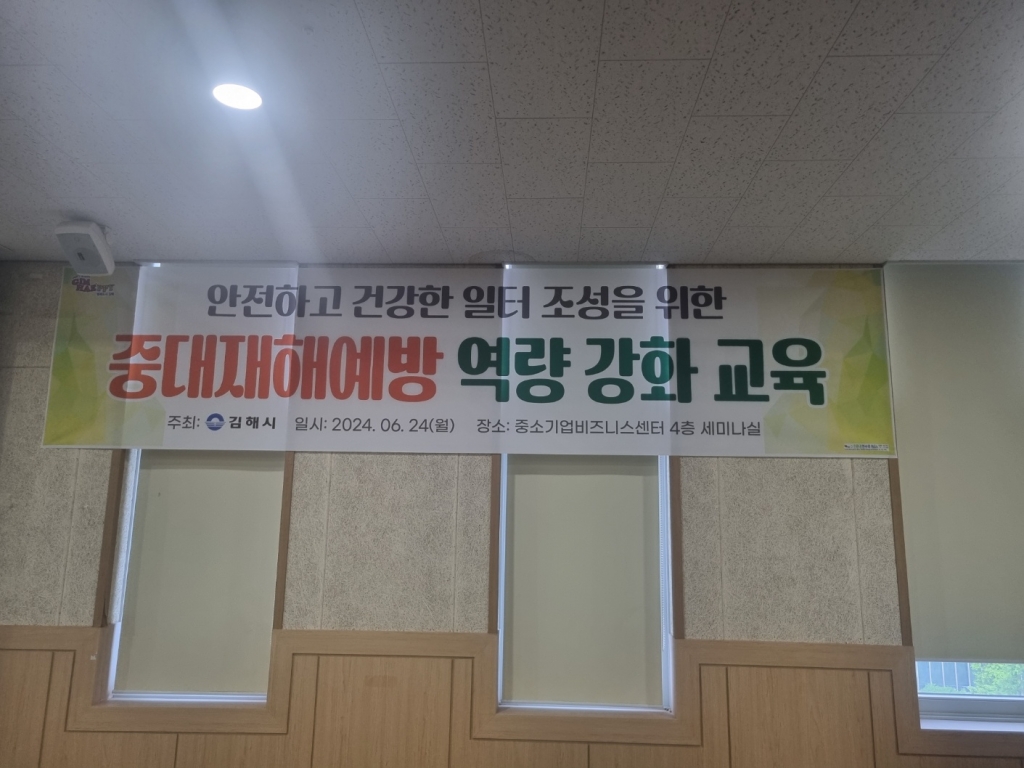 안전하고 건강한 일터 조성을 위한
중대재해예방 역량 강화 교육
주최: 김해시 일시: 2024. 06. 24(월) 장소: 중소기업비즈니스센터 4층 세미나실